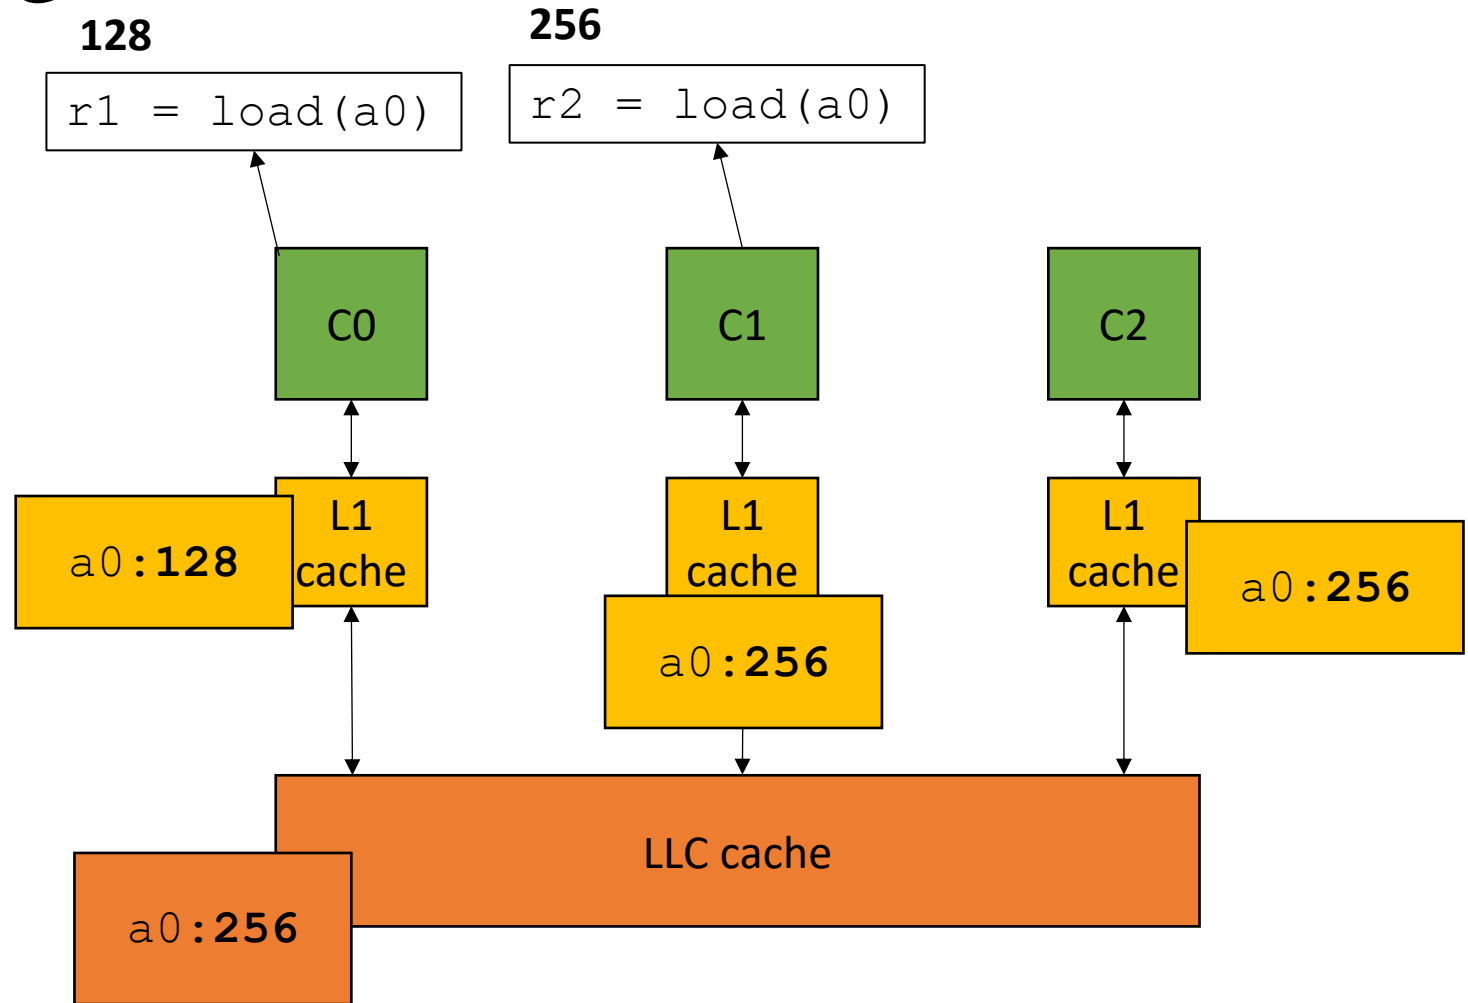 128
256
r1 = load(a0)
r2 = load(a0)
C0
C1
C2
L1
cache
L1
cache
L1
cache
a0:128
a0:256
a0:256
LLC cache
a0:256